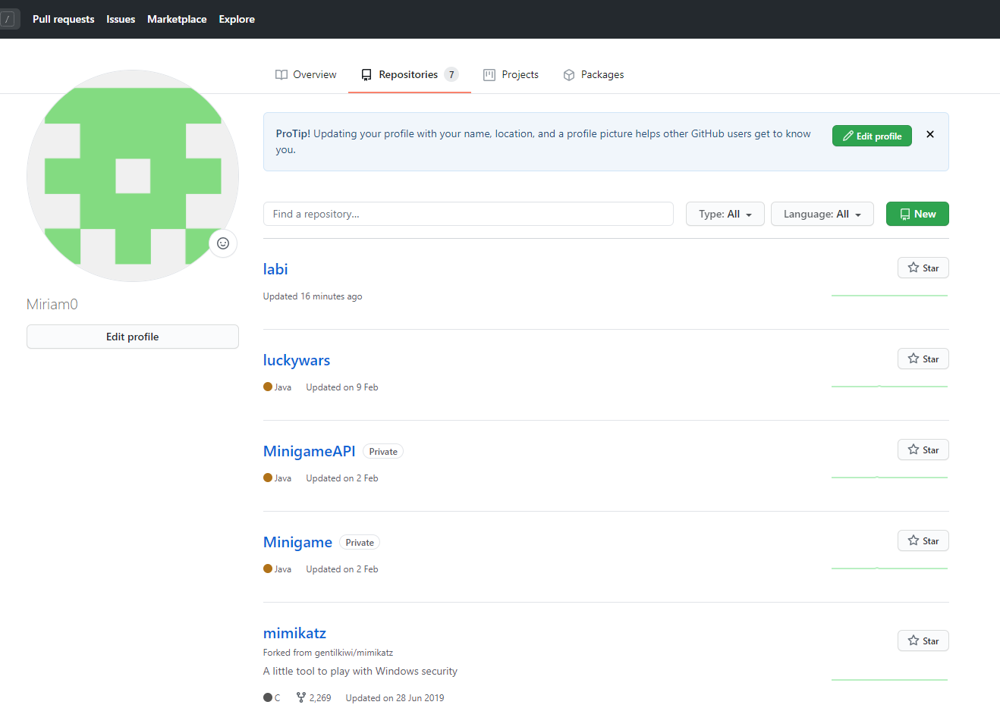 / Pull requests Issues Marketplace Explore
Overview Repositories 7 Projects Packages
ProTip! Updating your profile with your name, location, and a profile picture helps other GitHub users get to know
you.
Edit profile
Find a repository...
Type: All
Language: All
New
Miriam0
Edit profile
labi
Star
Updated 16 minutes ago
luckywars
Star
Java Updated on 9 Feb
MinigameAPI Private
Star
Java Updated on 2 Feb
Minigame Private
Star
Java Updated on 2 Feb
mimikatz
Star
Forked from gentilkiwi/mimikatz
A little tool to play with Windows security
C 2,269 Updated on 28 Jun 2019